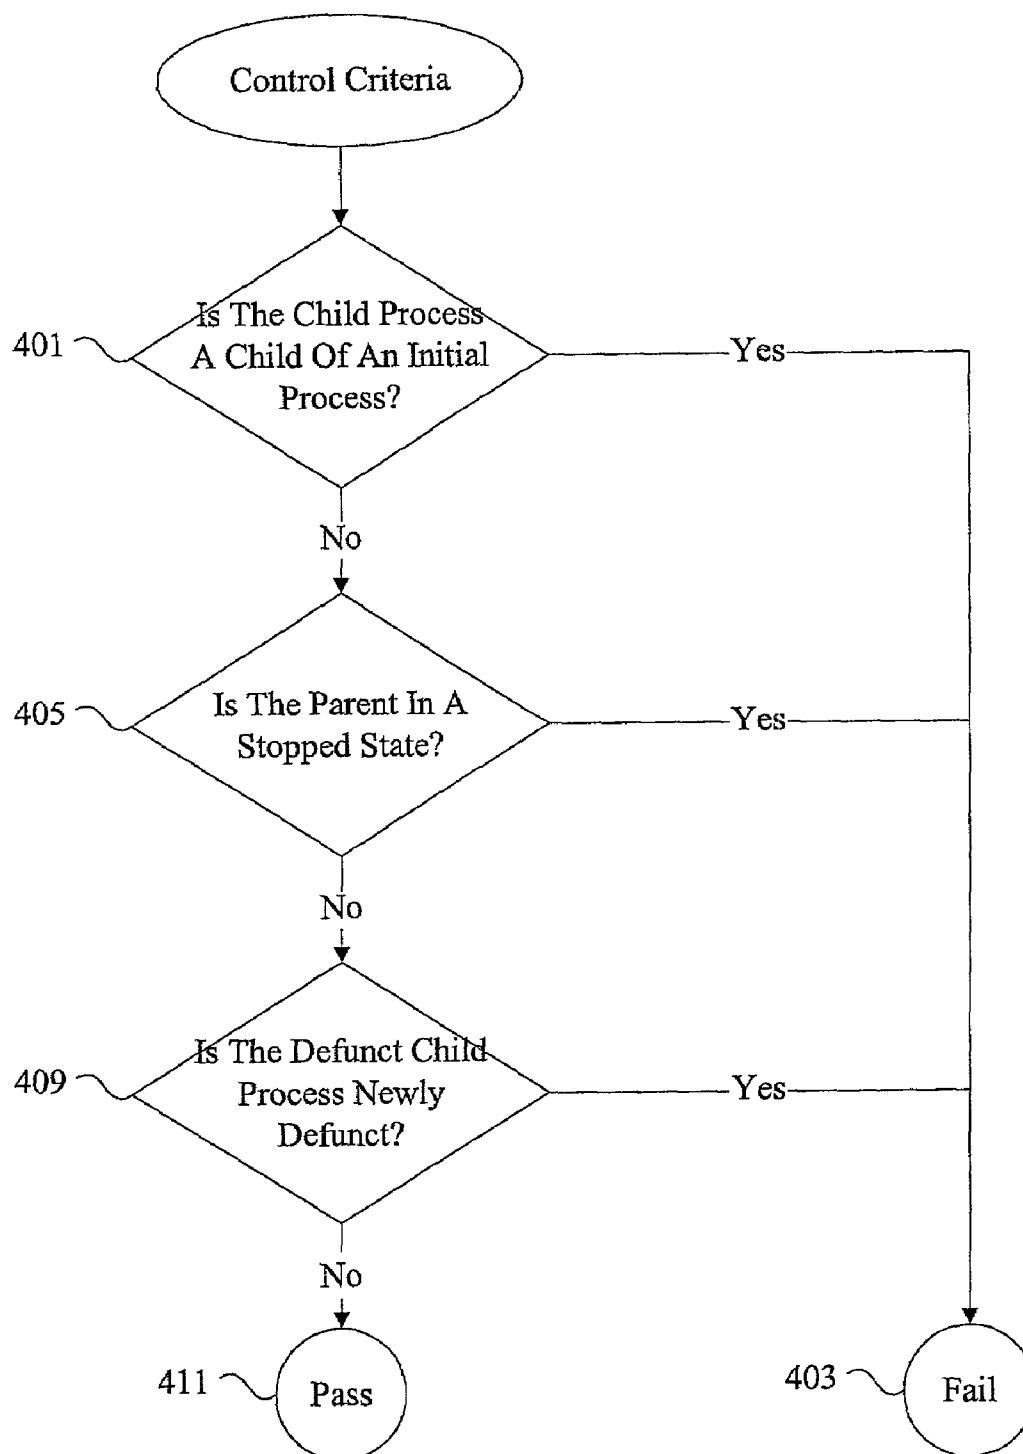 Control Criteria
Is The Child Process
A Child Of An Initial
Process?
401
Yes
No
Is The Parent In A
Stopped State?
405
Yes
No
Is The Defunct Child
Process Newly
Defunct?
409
Yes
No
411
Pass
403
Fail